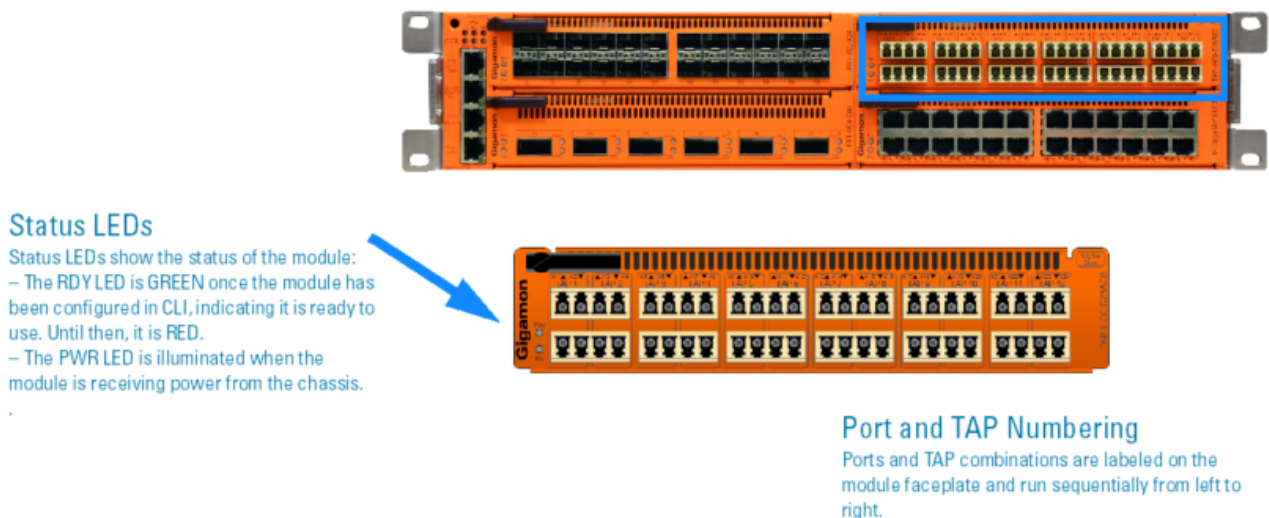 Gigamon
Gigamon
Gigamon
Gigamon
Status LEDs
Status LEDs show the status of the module:
– The RDY LED is GREEN once the module has
been configured in CLI, indicating it is ready to
use. Until then, it is RED.
– The PWR LED is illuminated when the
module is receiving power from the chassis.
.
Gigamon
Port and TAP Numbering
Ports and TAP combinations are labeled on the
module faceplate and run sequentially from left to
right.